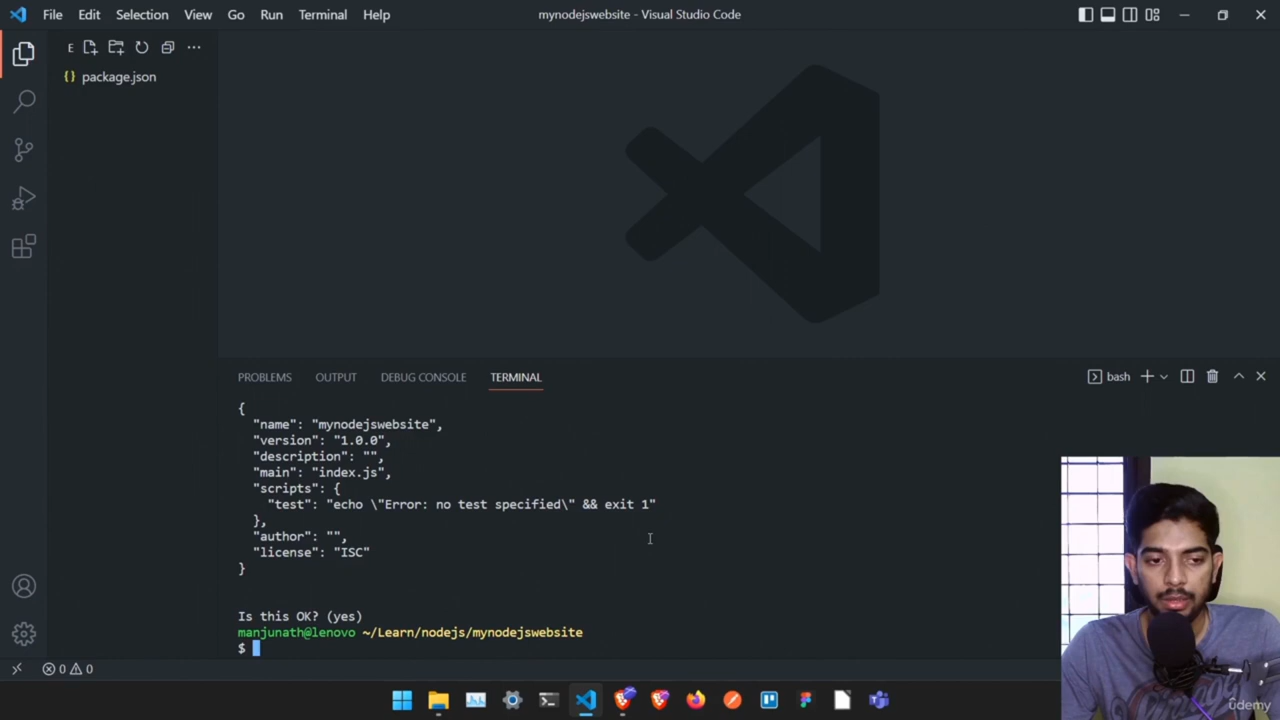 File Edit Selection View Go Run Terminal Help mynodejswebsite - Visual Studio Code
E
{} package.json
PROBLEMS OUTPUT DEBUG CONSOLE TERMINAL bash
{
"name": "mynodejswebsite",
"version": "1.0.0",
"description": "",
"main": "index.js",
"scripts": {
"test": "echo \"Error: no test specified\" && exit 1"
},
"author": "",
"license": "ISC"
}
Is this OK? (yes)
manjunath@lenovo ~/Learn/nodejs/mynodejswebsite
$
0 0
udemy